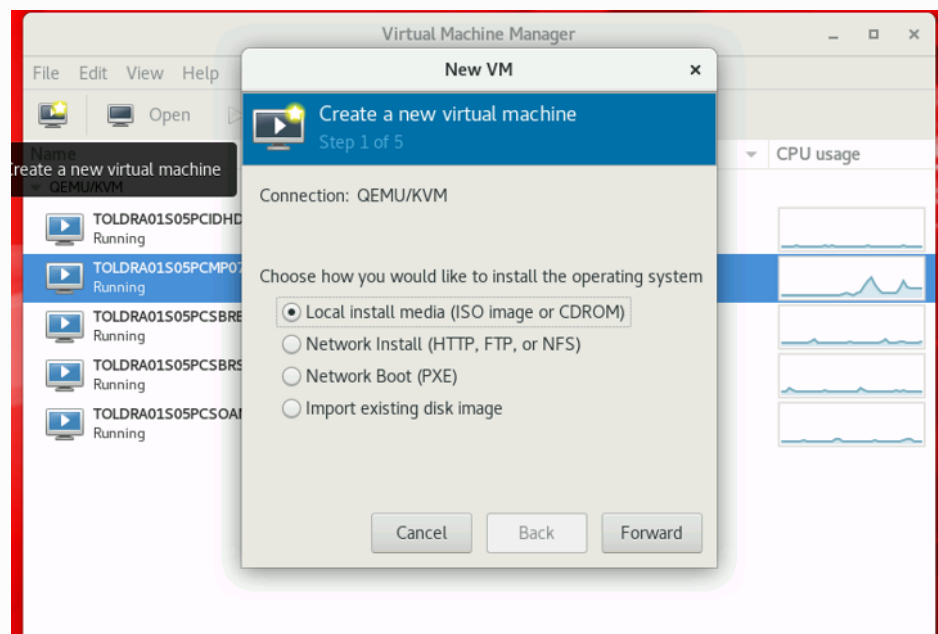 Virtual Machine Manager
File Edit View Help
New VM
Open
Create a new virtual machine
Step 1 of 5
Name
CPU usage
Create a new virtual machine
QEMU/KVM
Connection: QEMU/KVM
TOLDRA01S05PCIDHD
Running
TOLDRA01S05PCMP07
Running
TOLDRA01S05PCSBRE
Running
TOLDRA01S05PCSBRS
Running
TOLDRA01S05PCSOAM
Running
Choose how you would like to install the operating system
Local install media (ISO image or CDROM)
Network Install (HTTP, FTP, or NFS)
Network Boot (PXE)
Import existing disk image
Cancel
Back
Forward